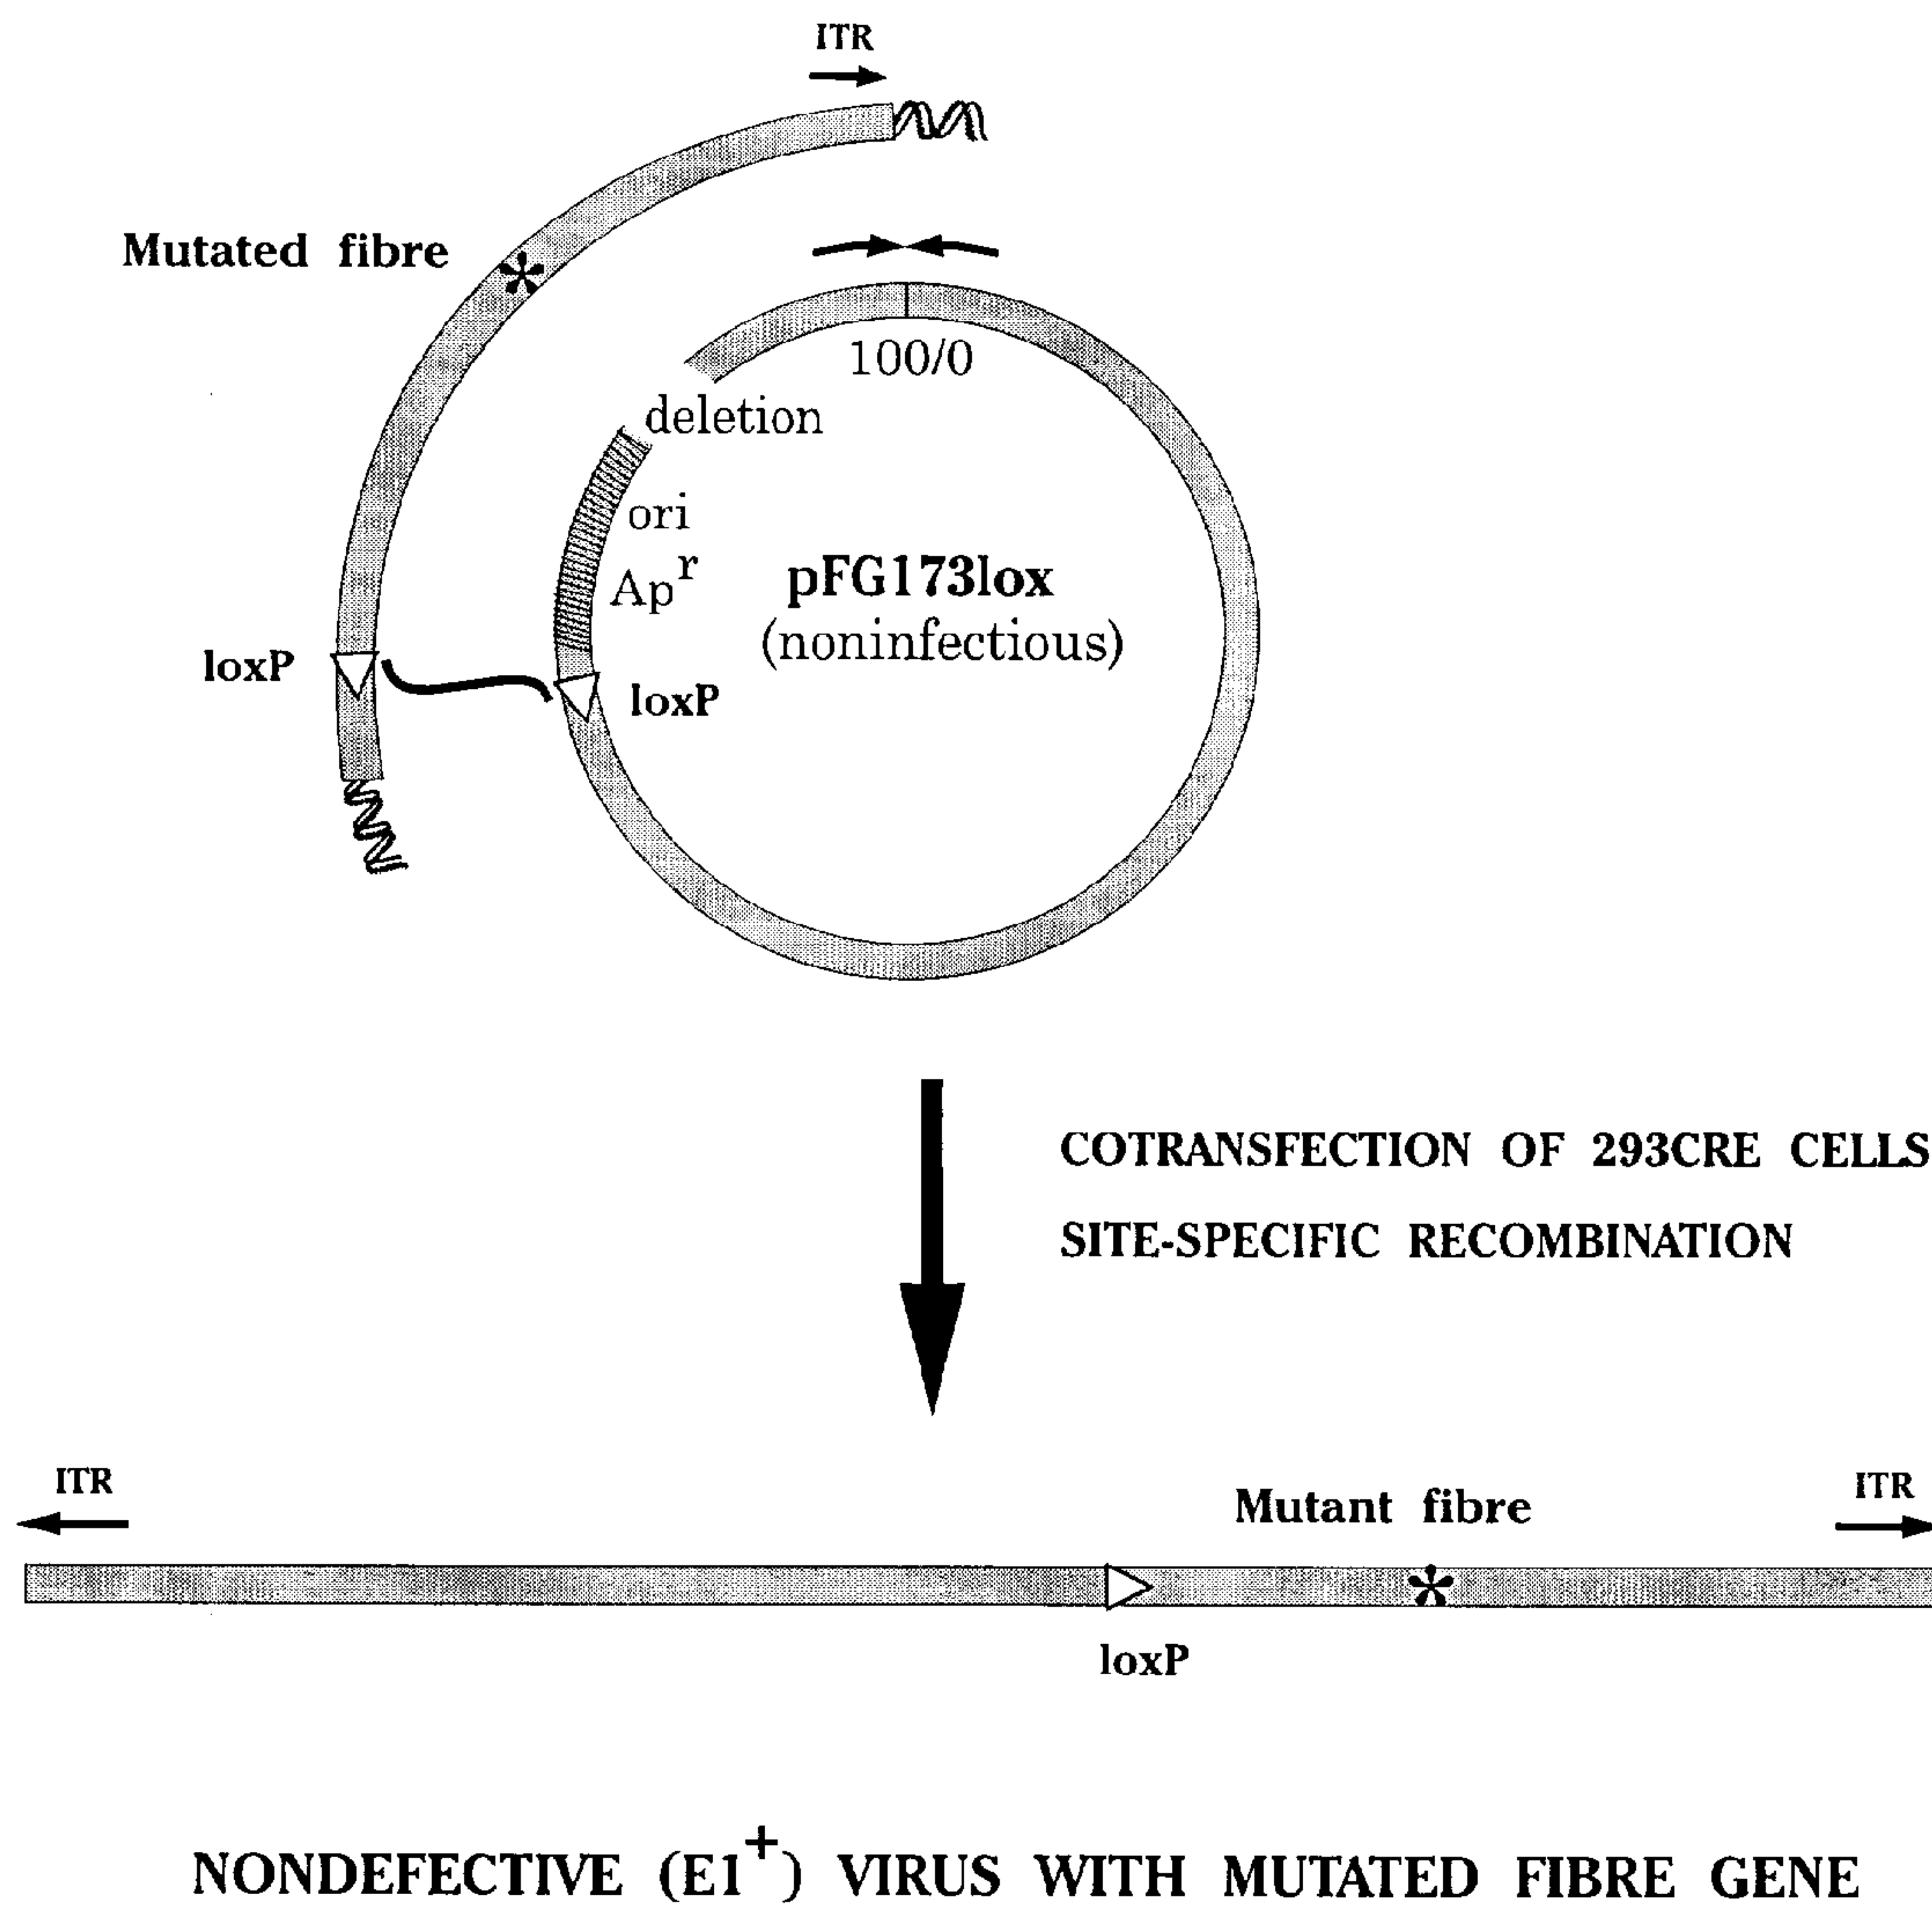 ITR
Mutated fibre
*
100/0
deletion
ori
Ap^r
pFG173lox
(noninfectious)
loxP
loxP
COTRANSFECTION OF 293CRE CELLS
SITE-SPECIFIC RECOMBINATION
ITR
Mutant fibre
ITR
*
loxP
NONDEFECTIVE (E1^+) VIRUS WITH MUTATED FIBRE GENE